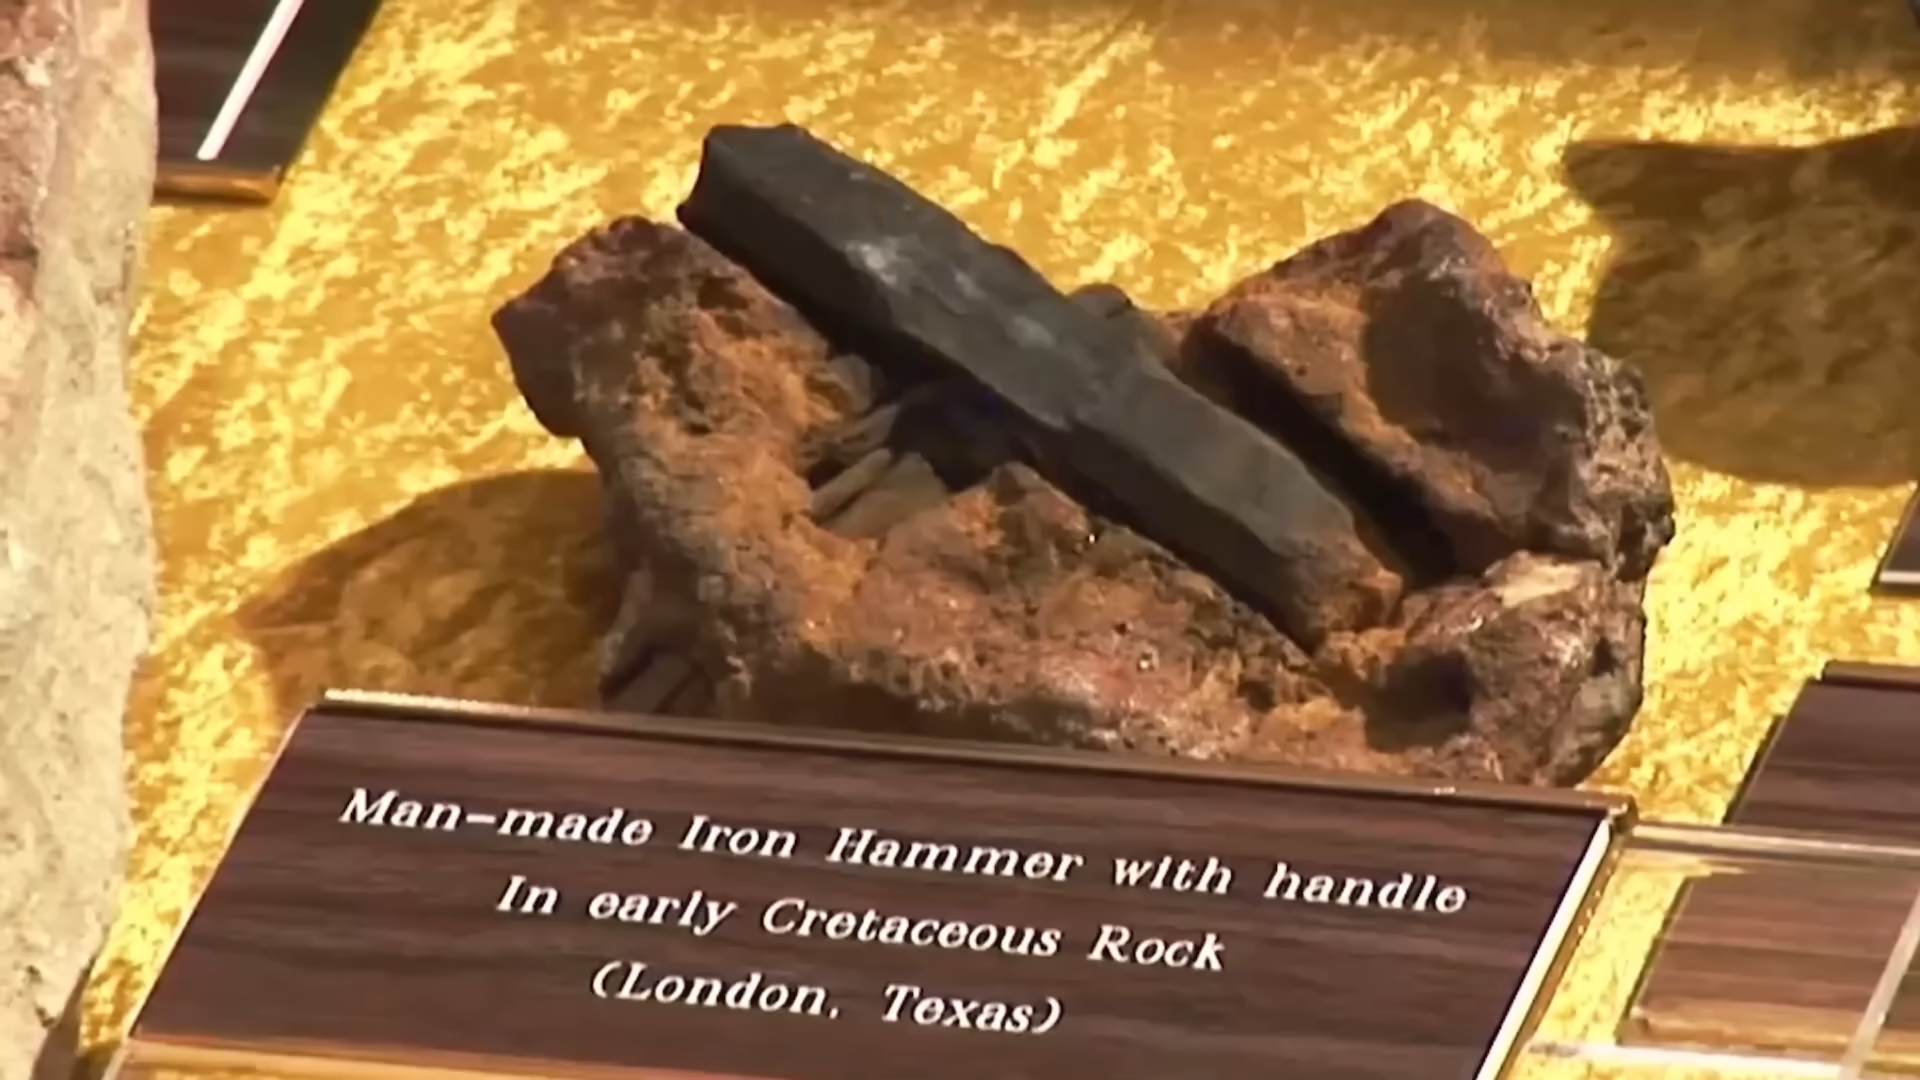 Man-made Iron Hammer with handle
In early Cretaceous Rock
(London, Texas)